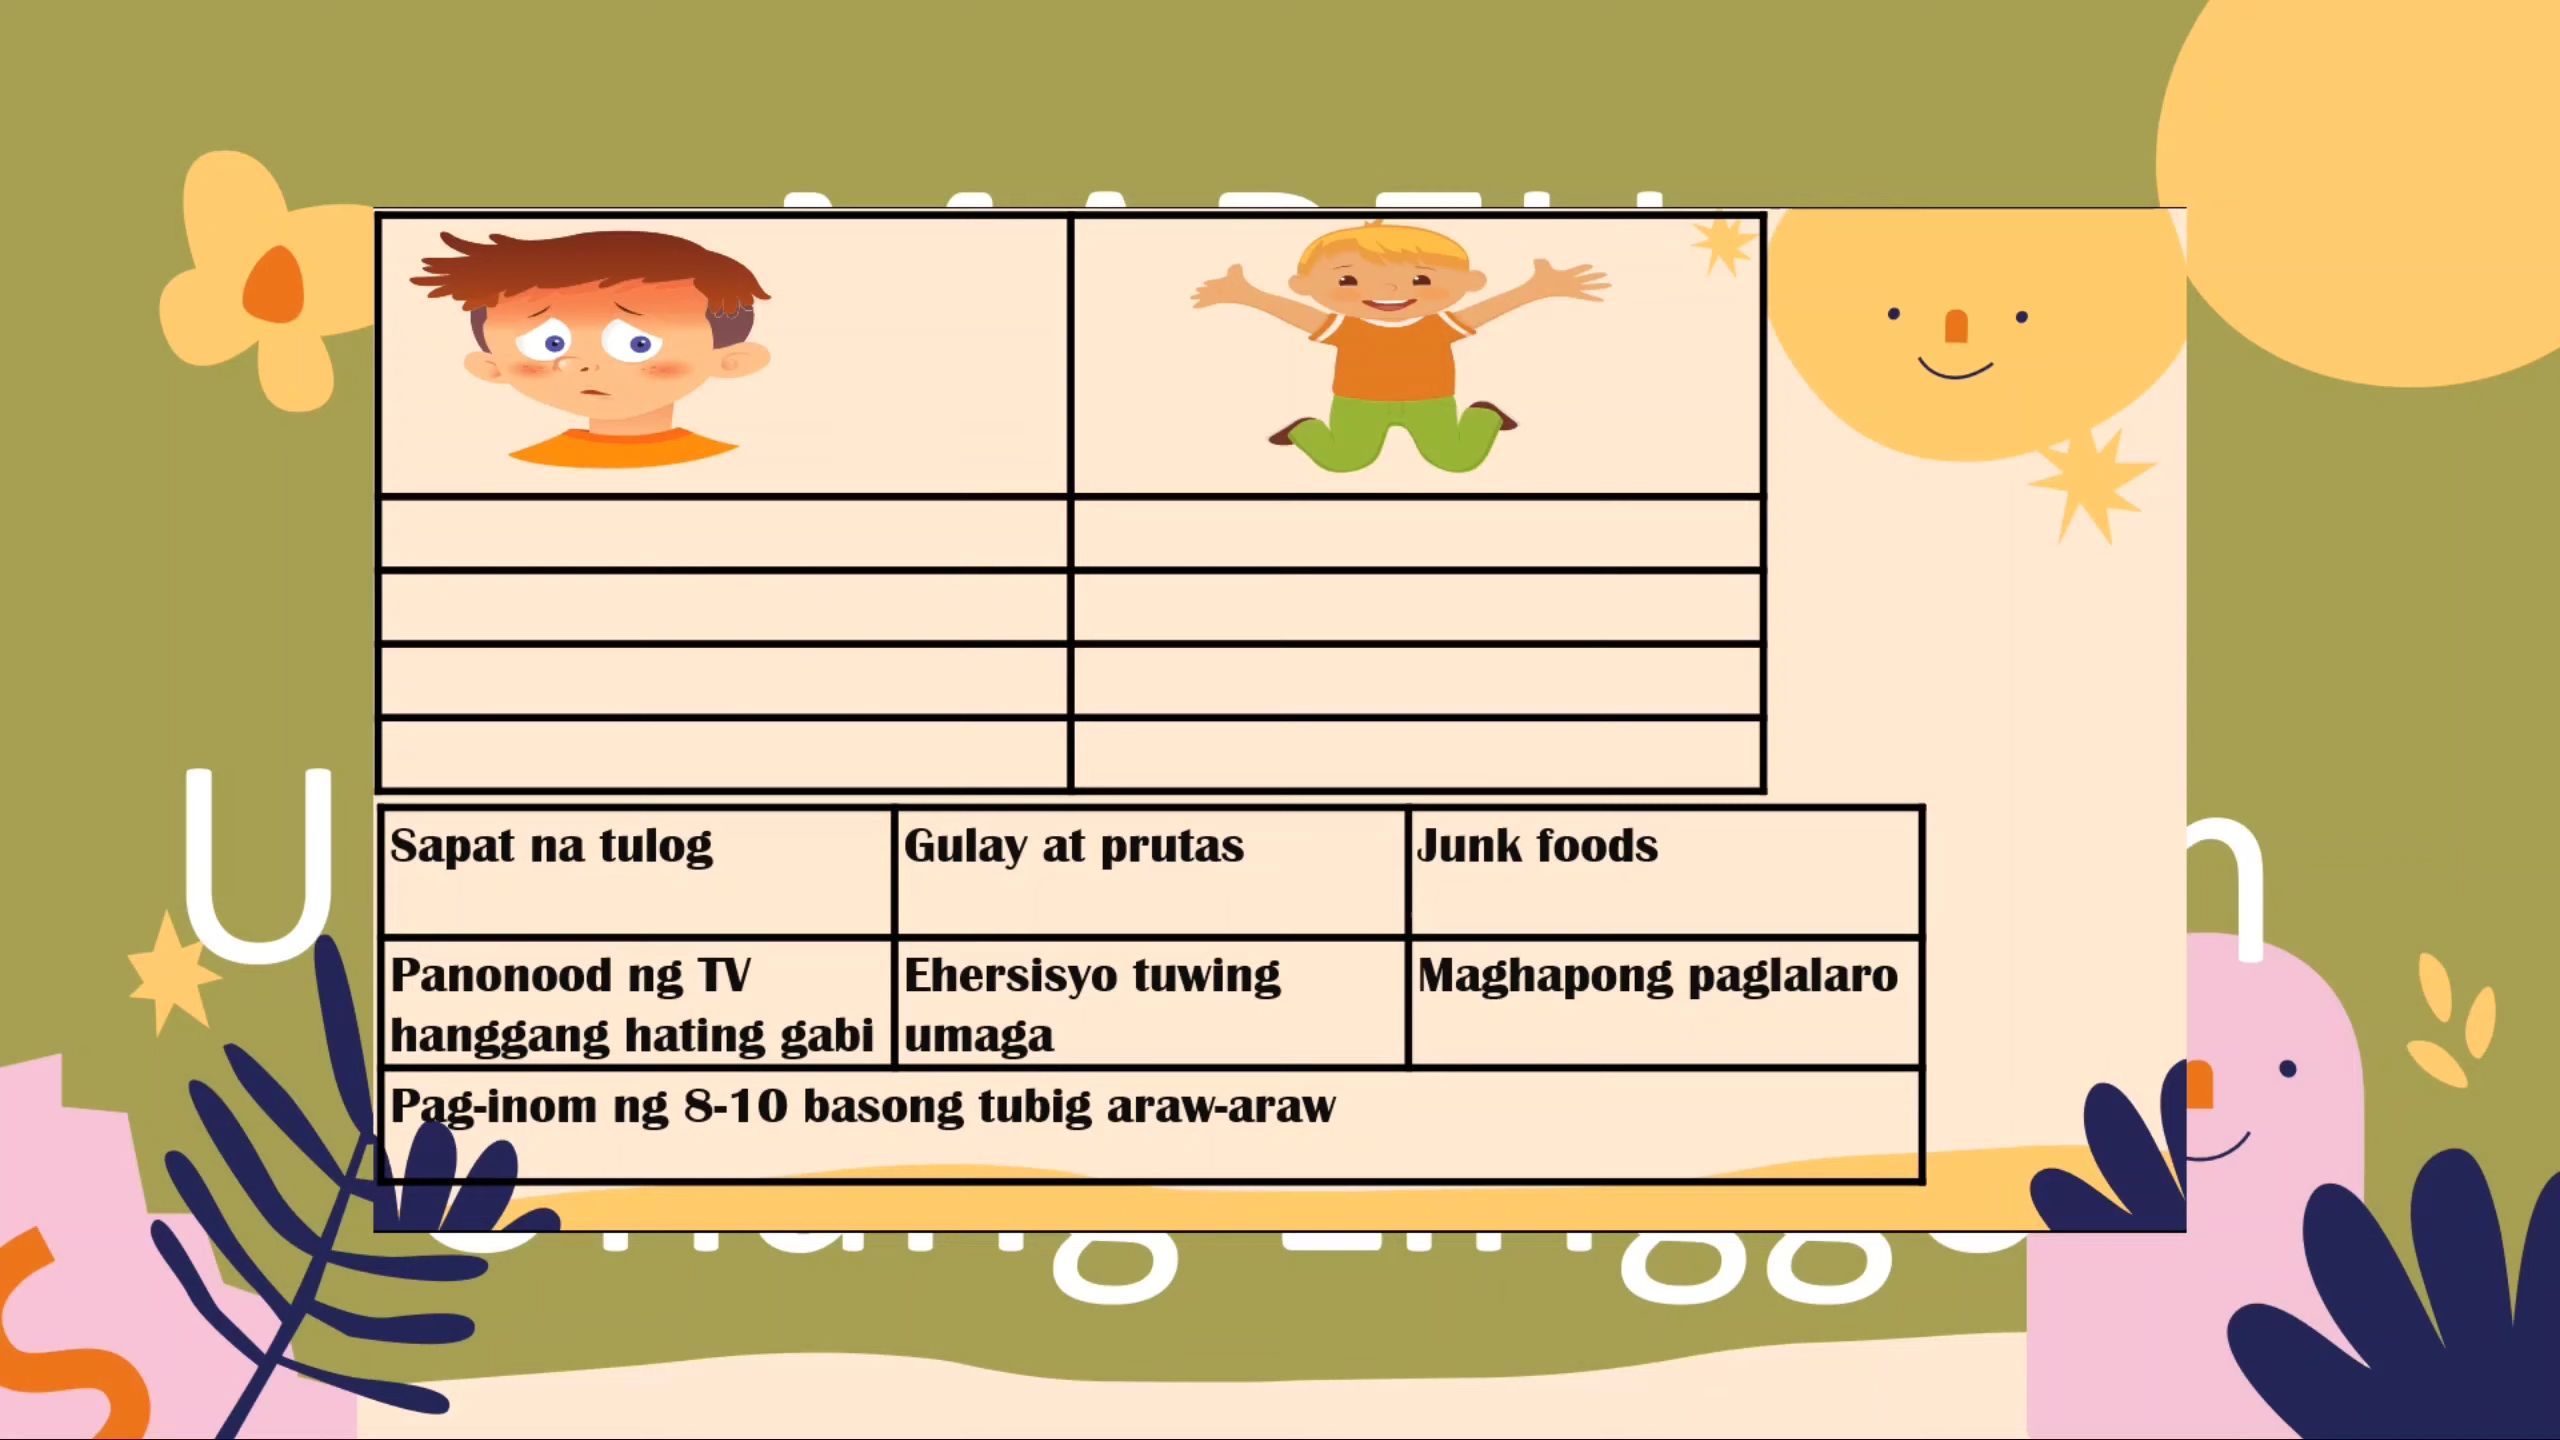 Sapat na tulog
Gulay at prutas
Junk foods
Panonood ng TV
hanggang hating gabi
Ehersisyo tuwing
umaga
Maghapong paglalaro
Pag-inom ng 8-10 basong tubig araw-araw